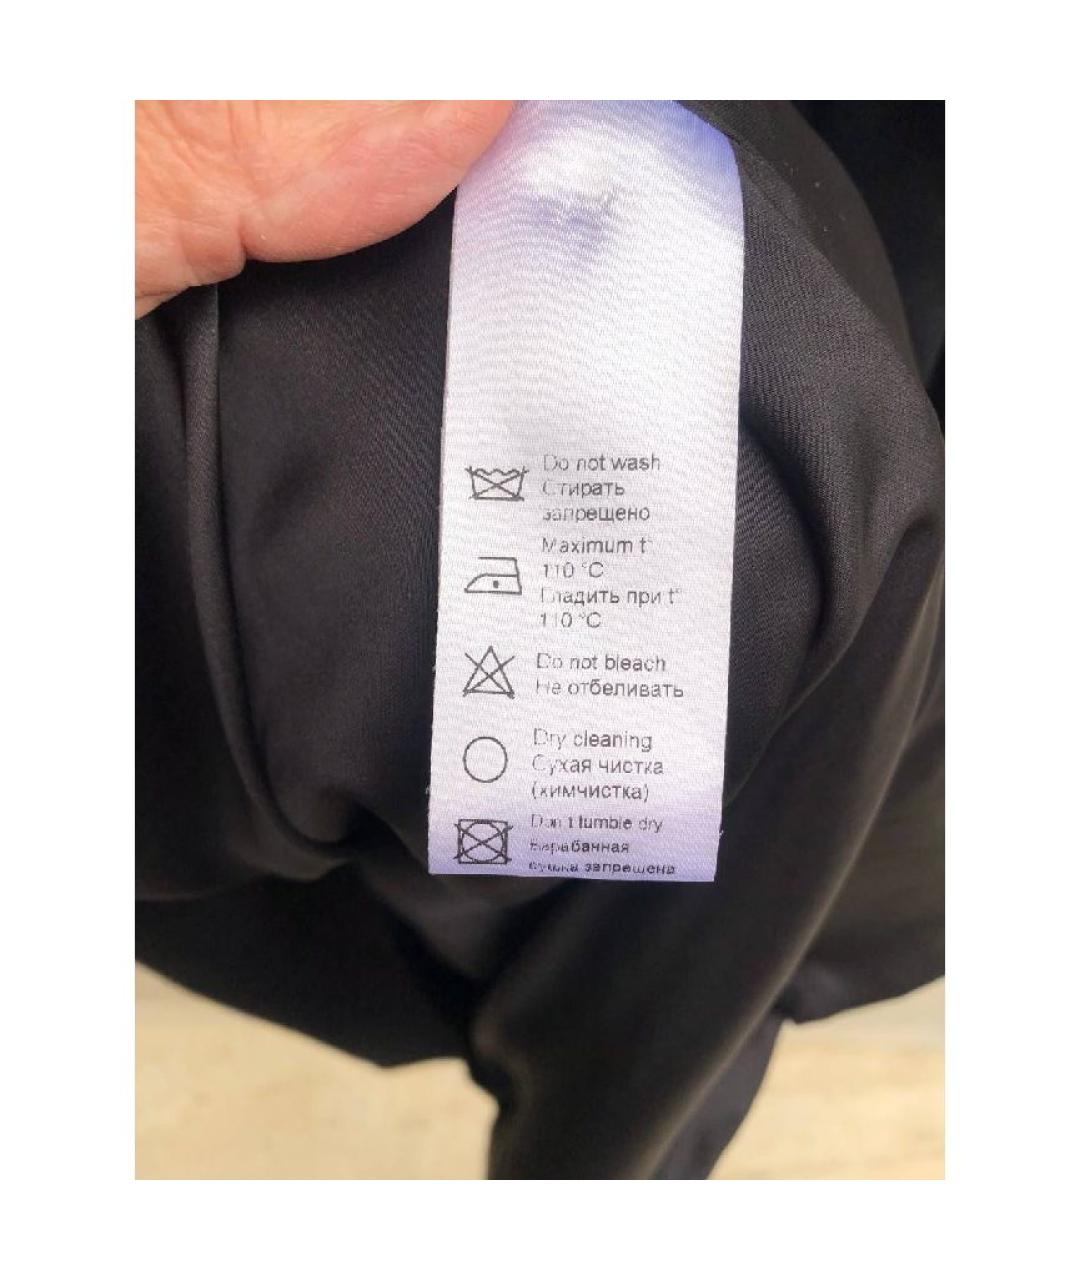 Do not wash
Стирать
запрещено
Maximum t°
110 °C
Гладить при t°
110 °C
Do not bleach
Не отбеливать
Dry cleaning
Сухая чистка
(химчистка)
Don't tumble dry
Барабанная
сушка запрещена